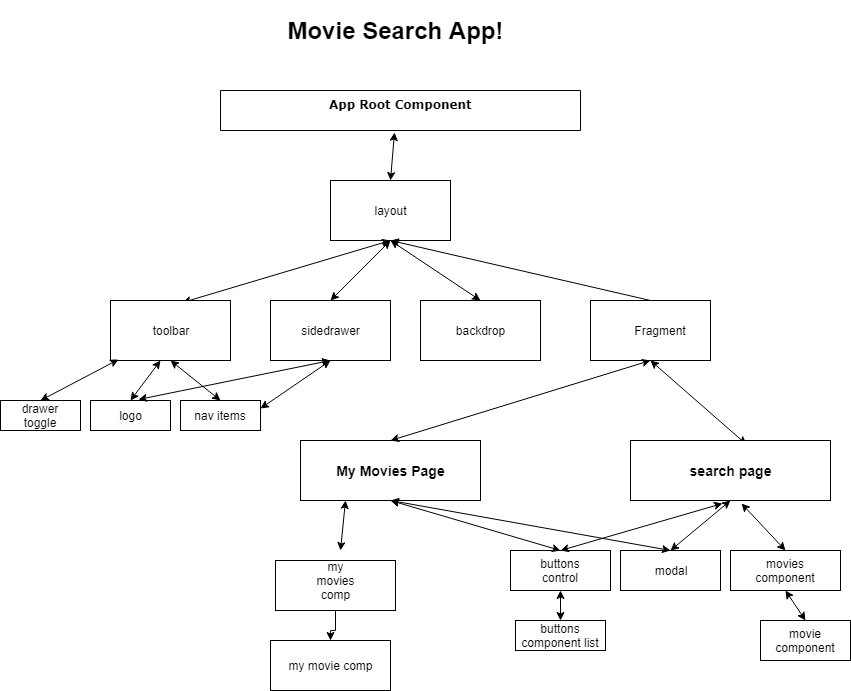 Movie Search App!
App Root Component
layout
toolbar
sidedrawer
backdrop
Fragment
drawer
toggle
logo
nav items
My Movies Page
search page
my
movies
comp
buttons
control
modal
movies
component
buttons
component list
movie
component
my movie comp